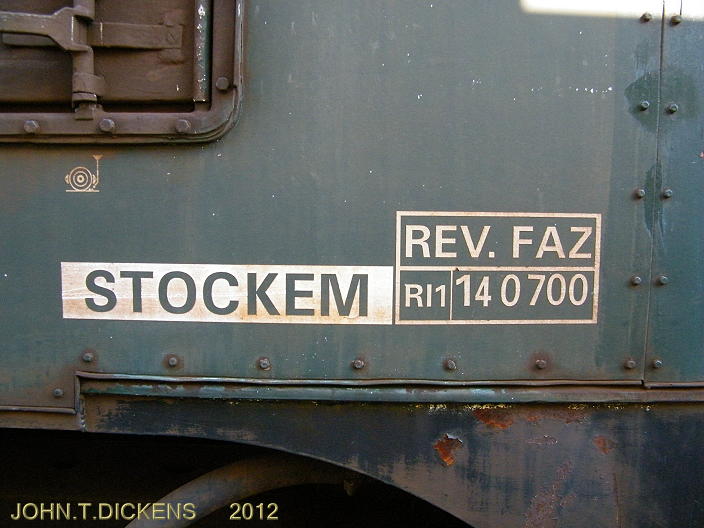 REV. FAZ
STOCKEM
RI1 14 0 700
JOHN.T.DICKENS 2012